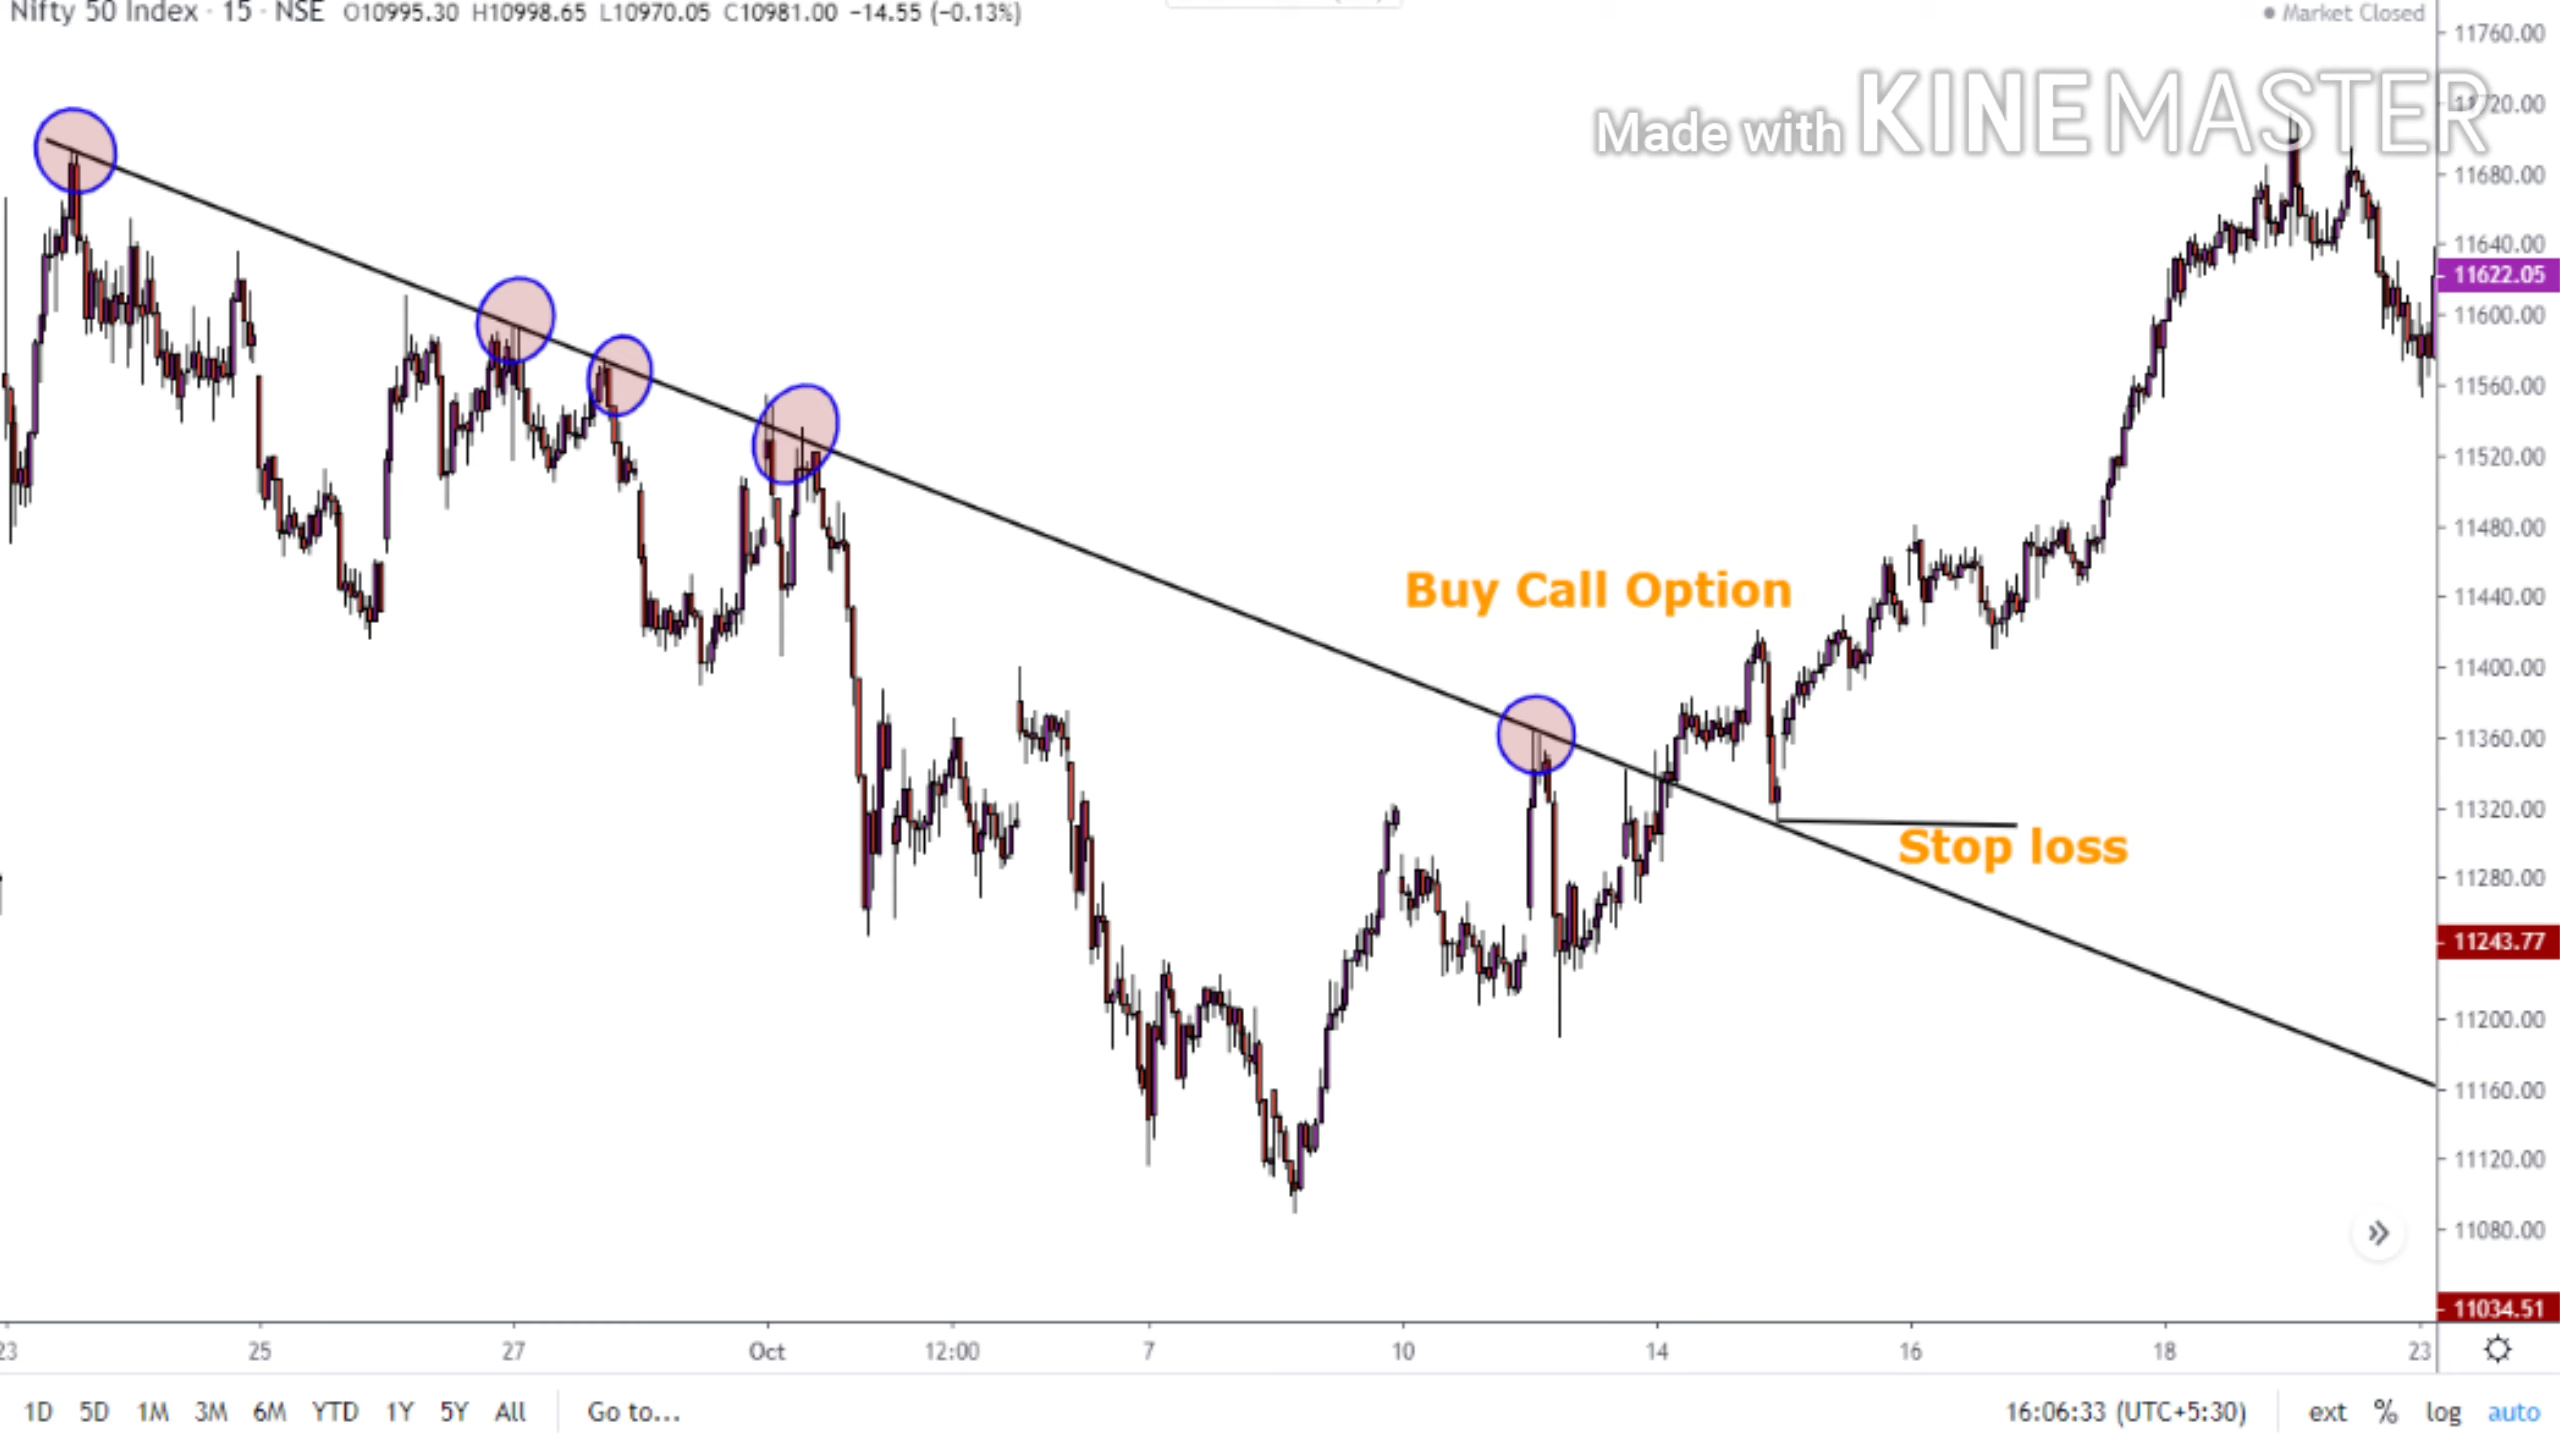 Nifty 50 Index · 15 · NSE O10995.30 H10998.65 L10970.05 C10981.00 −14.55 (−0.13%)
Market Closed
Made with KINEMASTER
11760.00
11720.00
11680.00
11640.00
11622.05
11600.00
11560.00
11520.00
11480.00
11440.00
11400.00
11360.00
11320.00
11280.00
11243.77
11200.00
11160.00
11120.00
11080.00
11034.51
Buy Call Option
Stop loss
23 25 27 Oct 12:00 7 10 14 16 18 23
1D 5D 1M 3M 6M YTD 1Y 5Y All Go to... 16:06:33 (UTC+5:30) ext % log auto